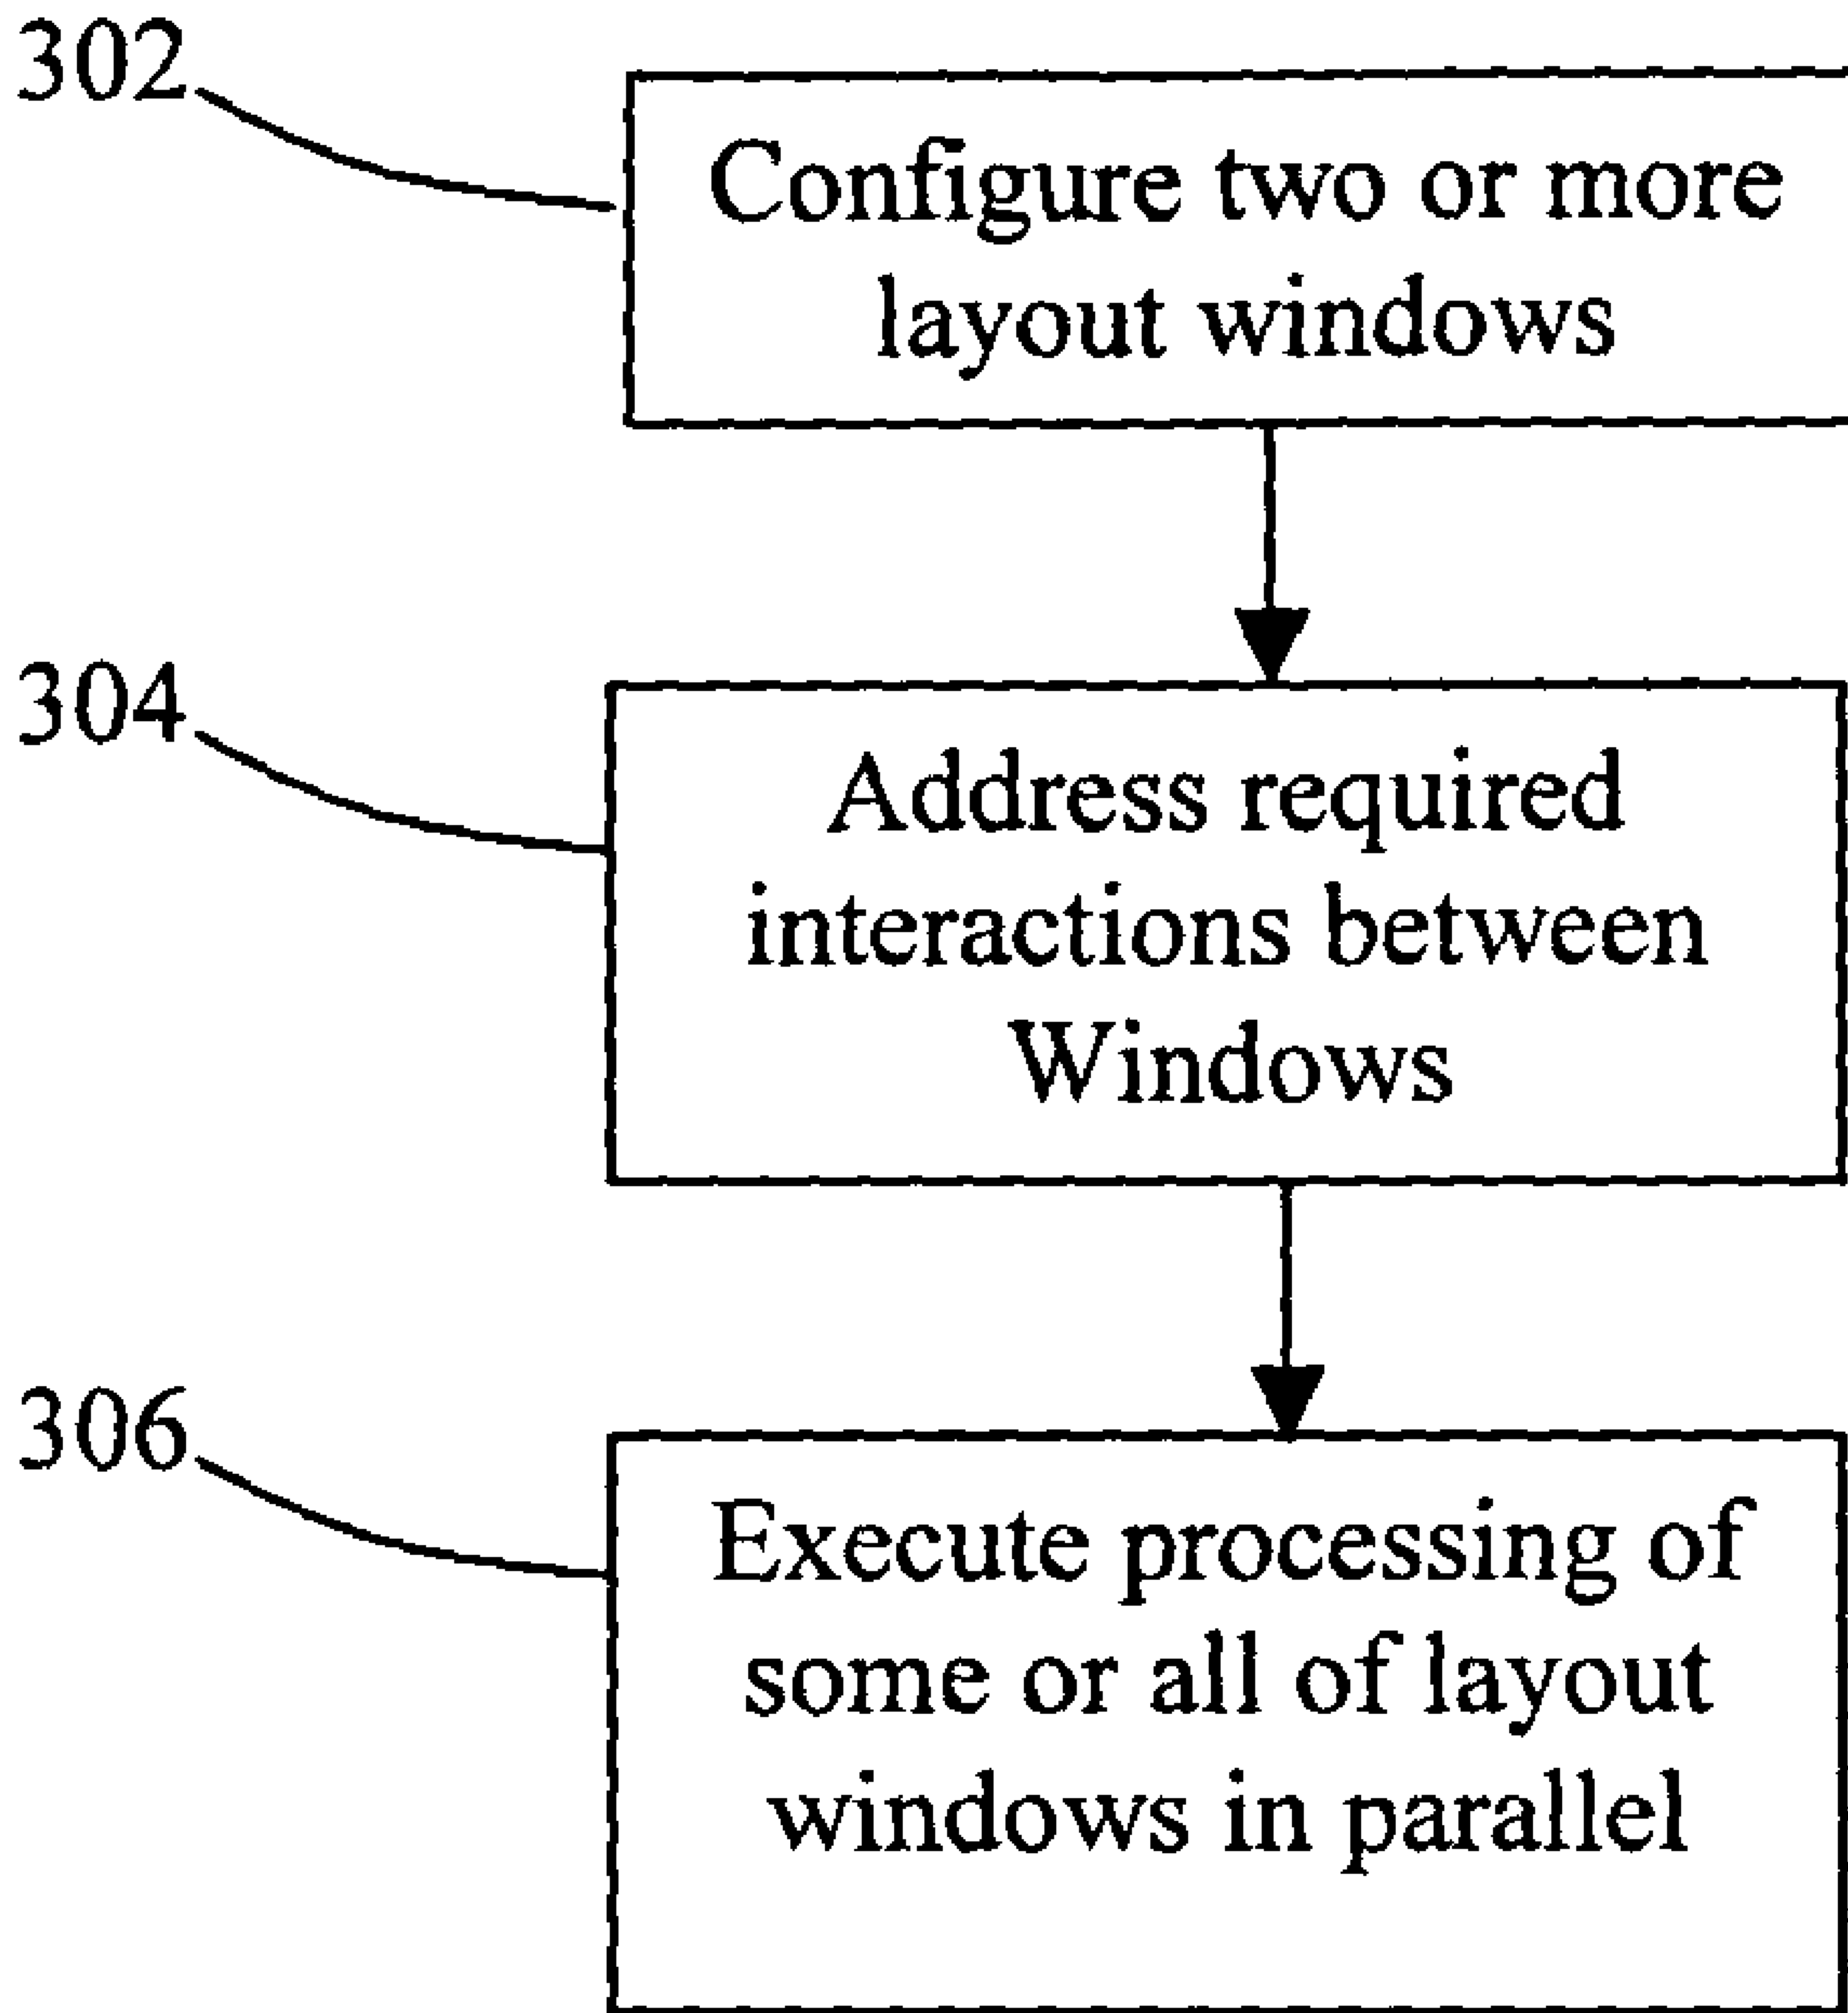 302
Configure two or more
layout windows
304
Address required
interactions between
Windows
306
Execute processing of
some or all of layout
windows in parallel